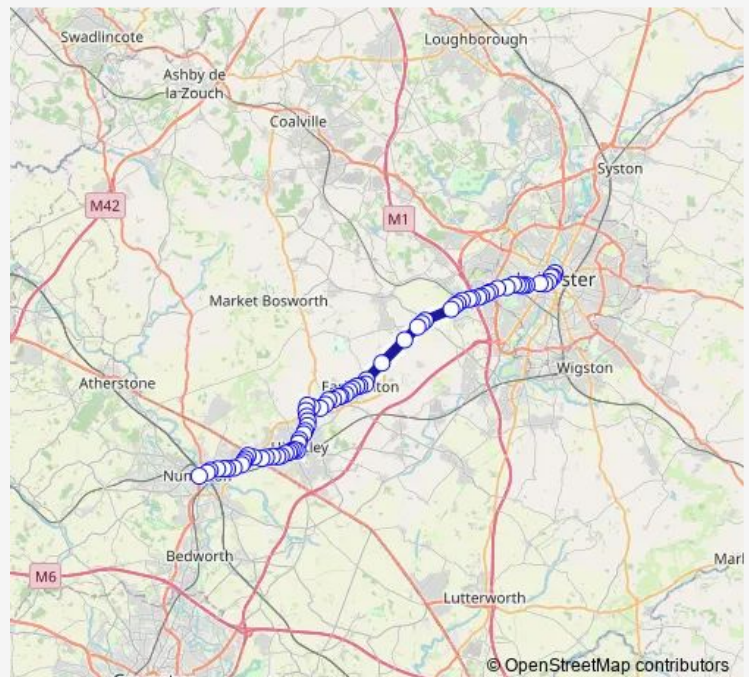 Swadlincote
Loughborough
Ashby de
la Zouch
Coalville
Syston
M42
M1
ster
Market Bosworth
Atherstone
Wigston
Bedworth
M6
Lutterworth
© OpenStreetMap contributors